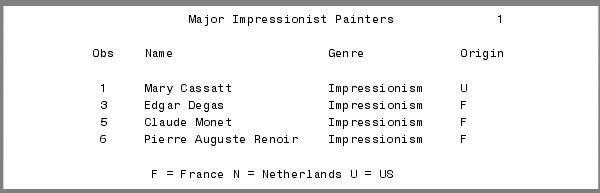 Major Impressionist Painters 1
Obs Name Genre Origin
1 Mary Cassatt Impressionism U
3 Edgar Degas Impressionism F
5 Claude Monet Impressionism F
6 Pierre Auguste Renoir Impressionism F
F = France N = Netherlands U = US